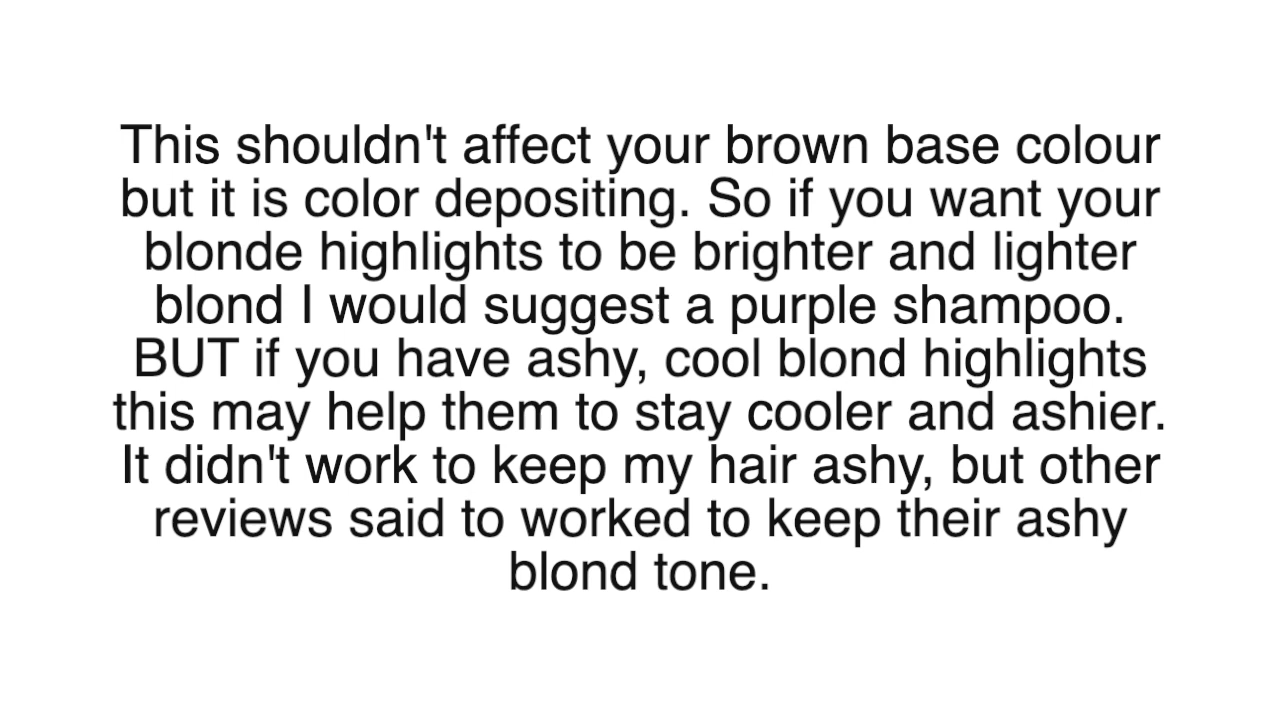 This shouldn't affect your brown base colour
but it is color depositing. So if you want your
blonde highlights to be brighter and lighter
blond I would suggest a purple shampoo.
BUT if you have ashy, cool blond highlights
this may help them to stay cooler and ashier.
It didn't work to keep my hair ashy, but other
reviews said to worked to keep their ashy
blond tone.